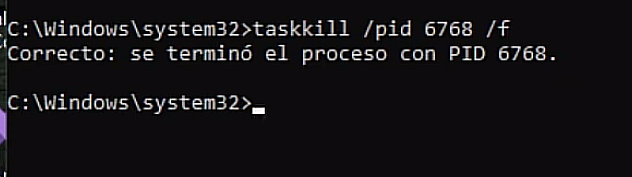 C:\Windows\system32>taskkill /pid 6768 /f
Correcto: se terminó el proceso con PID 6768.
C:\Windows\system32>